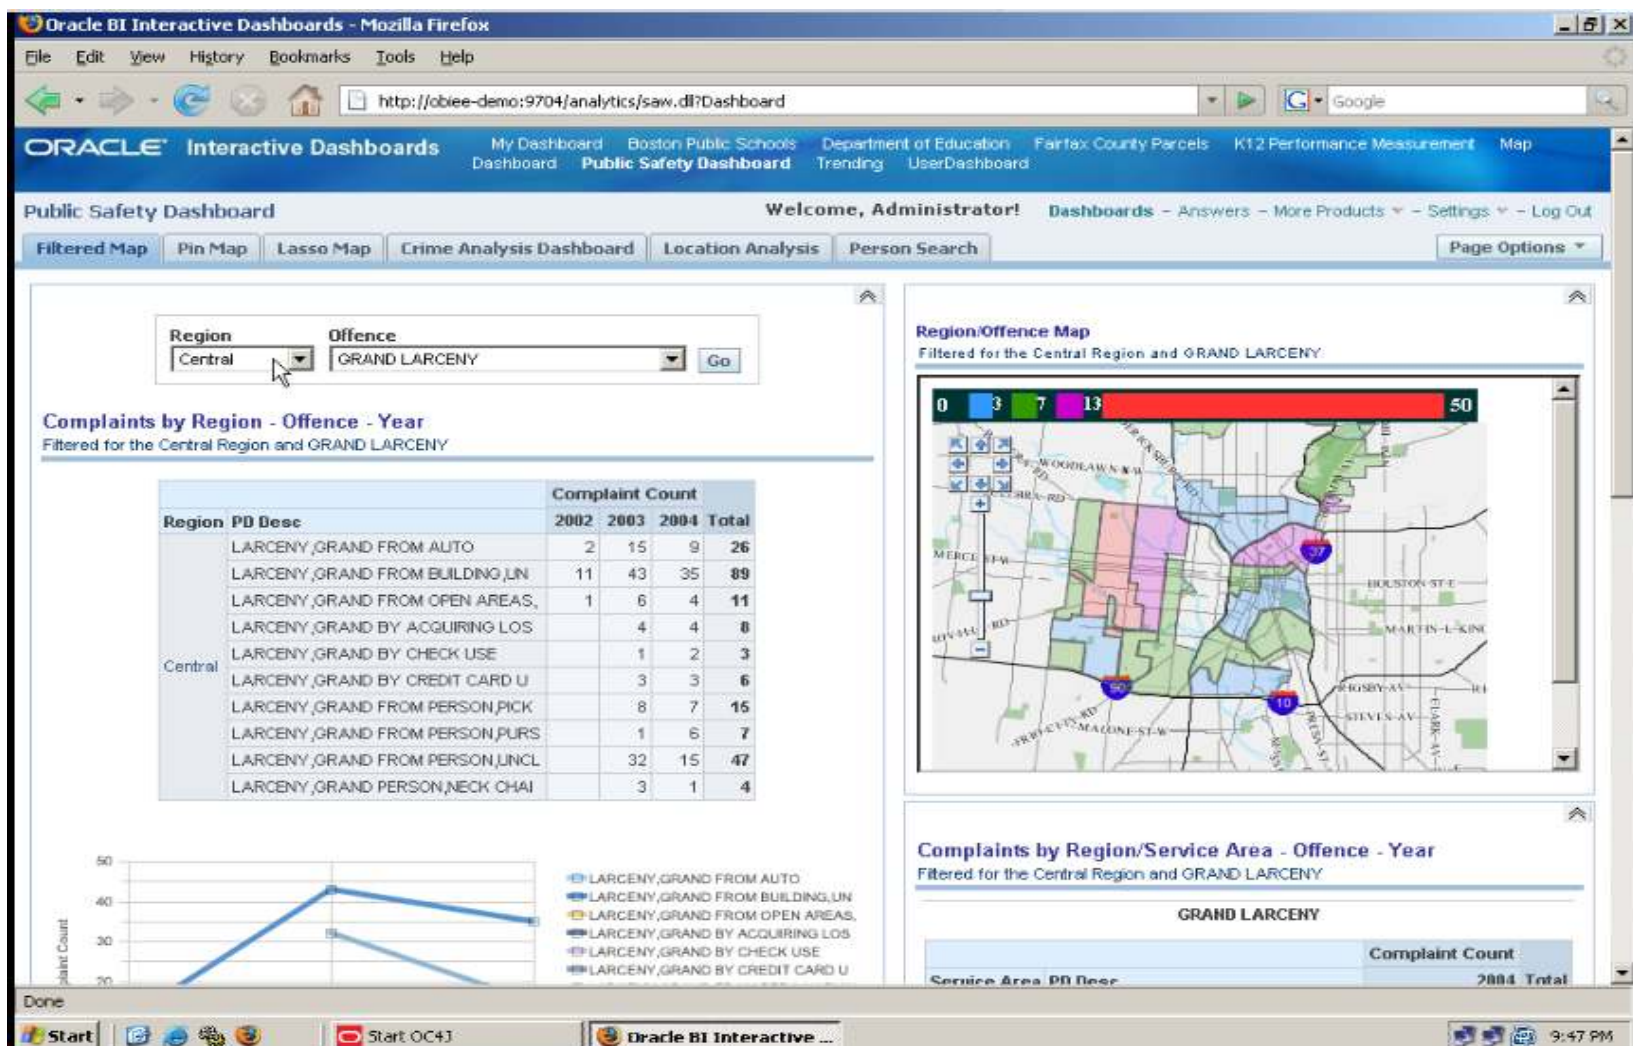 Oracle BI Interactive Dashboards - Mozilla Firefox
File Edit View History Bookmarks Tools Help
http://obiee-demo:9704/analytics/saw.dll?Dashboard
Google
ORACLE Interactive Dashboards
My Dashboard Boston Public Schools Department of Education Fairfax County Parcels K12 Performance Measurement Map
Dashboard Public Safety Dashboard Trending UserDashboard
Public Safety Dashboard
Welcome, Administrator! Dashboards - Answers - More Products - Settings - Log Out
Filtered Map Pin Map Lasso Map Crime Analysis Dashboard Location Analysis Person Search
Page Options
Region Offence
Central GRAND LARCENY Go
Complaints by Region - Offence - Year
Filtered for the Central Region and GRAND LARCENY
Complaint Count
Region PD Desc 2002 2003 2004 Total
Central
LARCENY,GRAND FROM AUTO 2 15 9 26
LARCENY,GRAND FROM BUILDING,UN 11 43 35 89
LARCENY,GRAND FROM OPEN AREAS, 1 6 4 11
LARCENY,GRAND BY ACQUIRING LOS 4 4 8
LARCENY,GRAND BY CHECK USE 1 2 3
LARCENY,GRAND BY CREDIT CARD U 3 3 6
LARCENY,GRAND FROM PERSON,PICK 8 7 15
LARCENY,GRAND FROM PERSON,PURS 1 6 7
LARCENY,GRAND FROM PERSON,UNCL 32 15 47
LARCENY,GRAND PERSON,NECK CHAI 3 1 4
50
40
30
20
LARCENY,GRAND FROM AUTO
LARCENY,GRAND FROM BUILDING,UN
LARCENY,GRAND FROM OPEN AREAS,
LARCENY,GRAND BY ACQUIRING LOS
LARCENY,GRAND BY CHECK USE
LARCENY,GRAND BY CREDIT CARD U
Region/Offence Map
Filtered for the Central Region and GRAND LARCENY
0 3 7 13 50
WOODLAWN
37
HOUSTON-ST-E
MARTIN-L-KING
90
10
RIGSBY-AV
STEVES-AV
CLARK-AV
MALONE-ST-W
Complaints by Region/Service Area - Offence - Year
Filtered for the Central Region and GRAND LARCENY
GRAND LARCENY
Complaint Count
Service Area PD Desc 2004 Total
Done
Start Start OC4J Oracle BI Interactive ... 9:47 PM